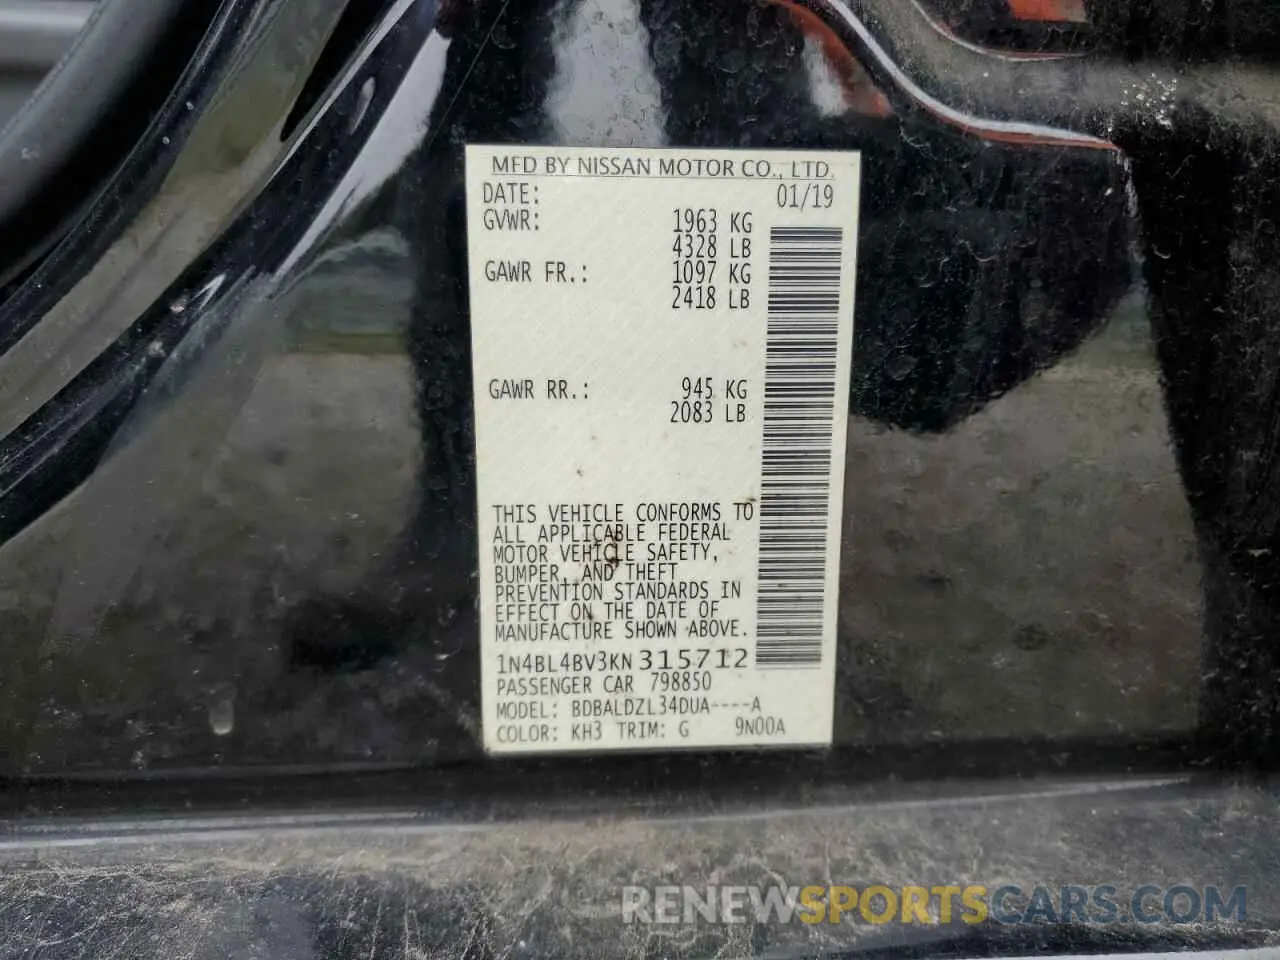 MFD BY NISSAN MOTOR CO., LTD.
DATE: 01/19
GVWR: 1963 KG
4328 LB
GAWR FR.: 1097 KG
2418 LB
GAWR RR.: 945 KG
2083 LB
THIS VEHICLE CONFORMS TO
ALL APPLICABLE FEDERAL
MOTOR VEHICLE SAFETY,
BUMPER, AND THEFT
PREVENTION STANDARDS IN
EFFECT ON THE DATE OF
MANUFACTURE SHOWN ABOVE.
1N4BL4BV3KN315712
PASSENGER CAR 798850
MODEL: BDBALDZL34DUA----A
COLOR: KH3 TRIM: G 9N00A
RENEWSPORTSCARS.COM